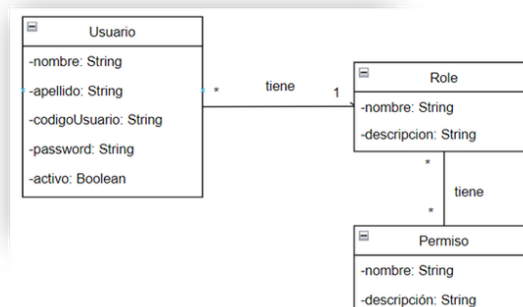 Usuario
-nombre: String
-apellido: String
-codigoUsuario: String
-password: String
-activo: Boolean
* tiene 1
Role
-nombre: String
-descripcion: String
*
tiene
*
Permiso
-nombre: String
-descripción: String